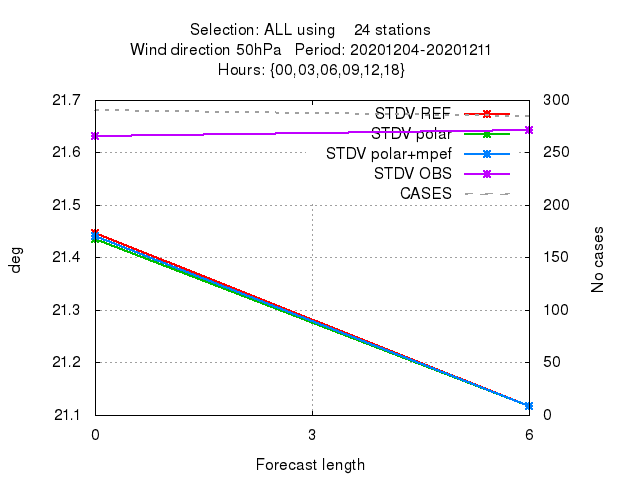 Selection: ALL using 24 stations
Wind direction 50hPa Period: 20201204-20201211
Hours: {00,03,06,09,12,18}
21.7
21.6
21.5
21.4
21.3
21.2
21.1
300
250
200
150
100
50
0
STDV REF
STDV polar
STDV polar+mpef
STDV OBS
CASES
deg
No cases
0 3 6
Forecast length